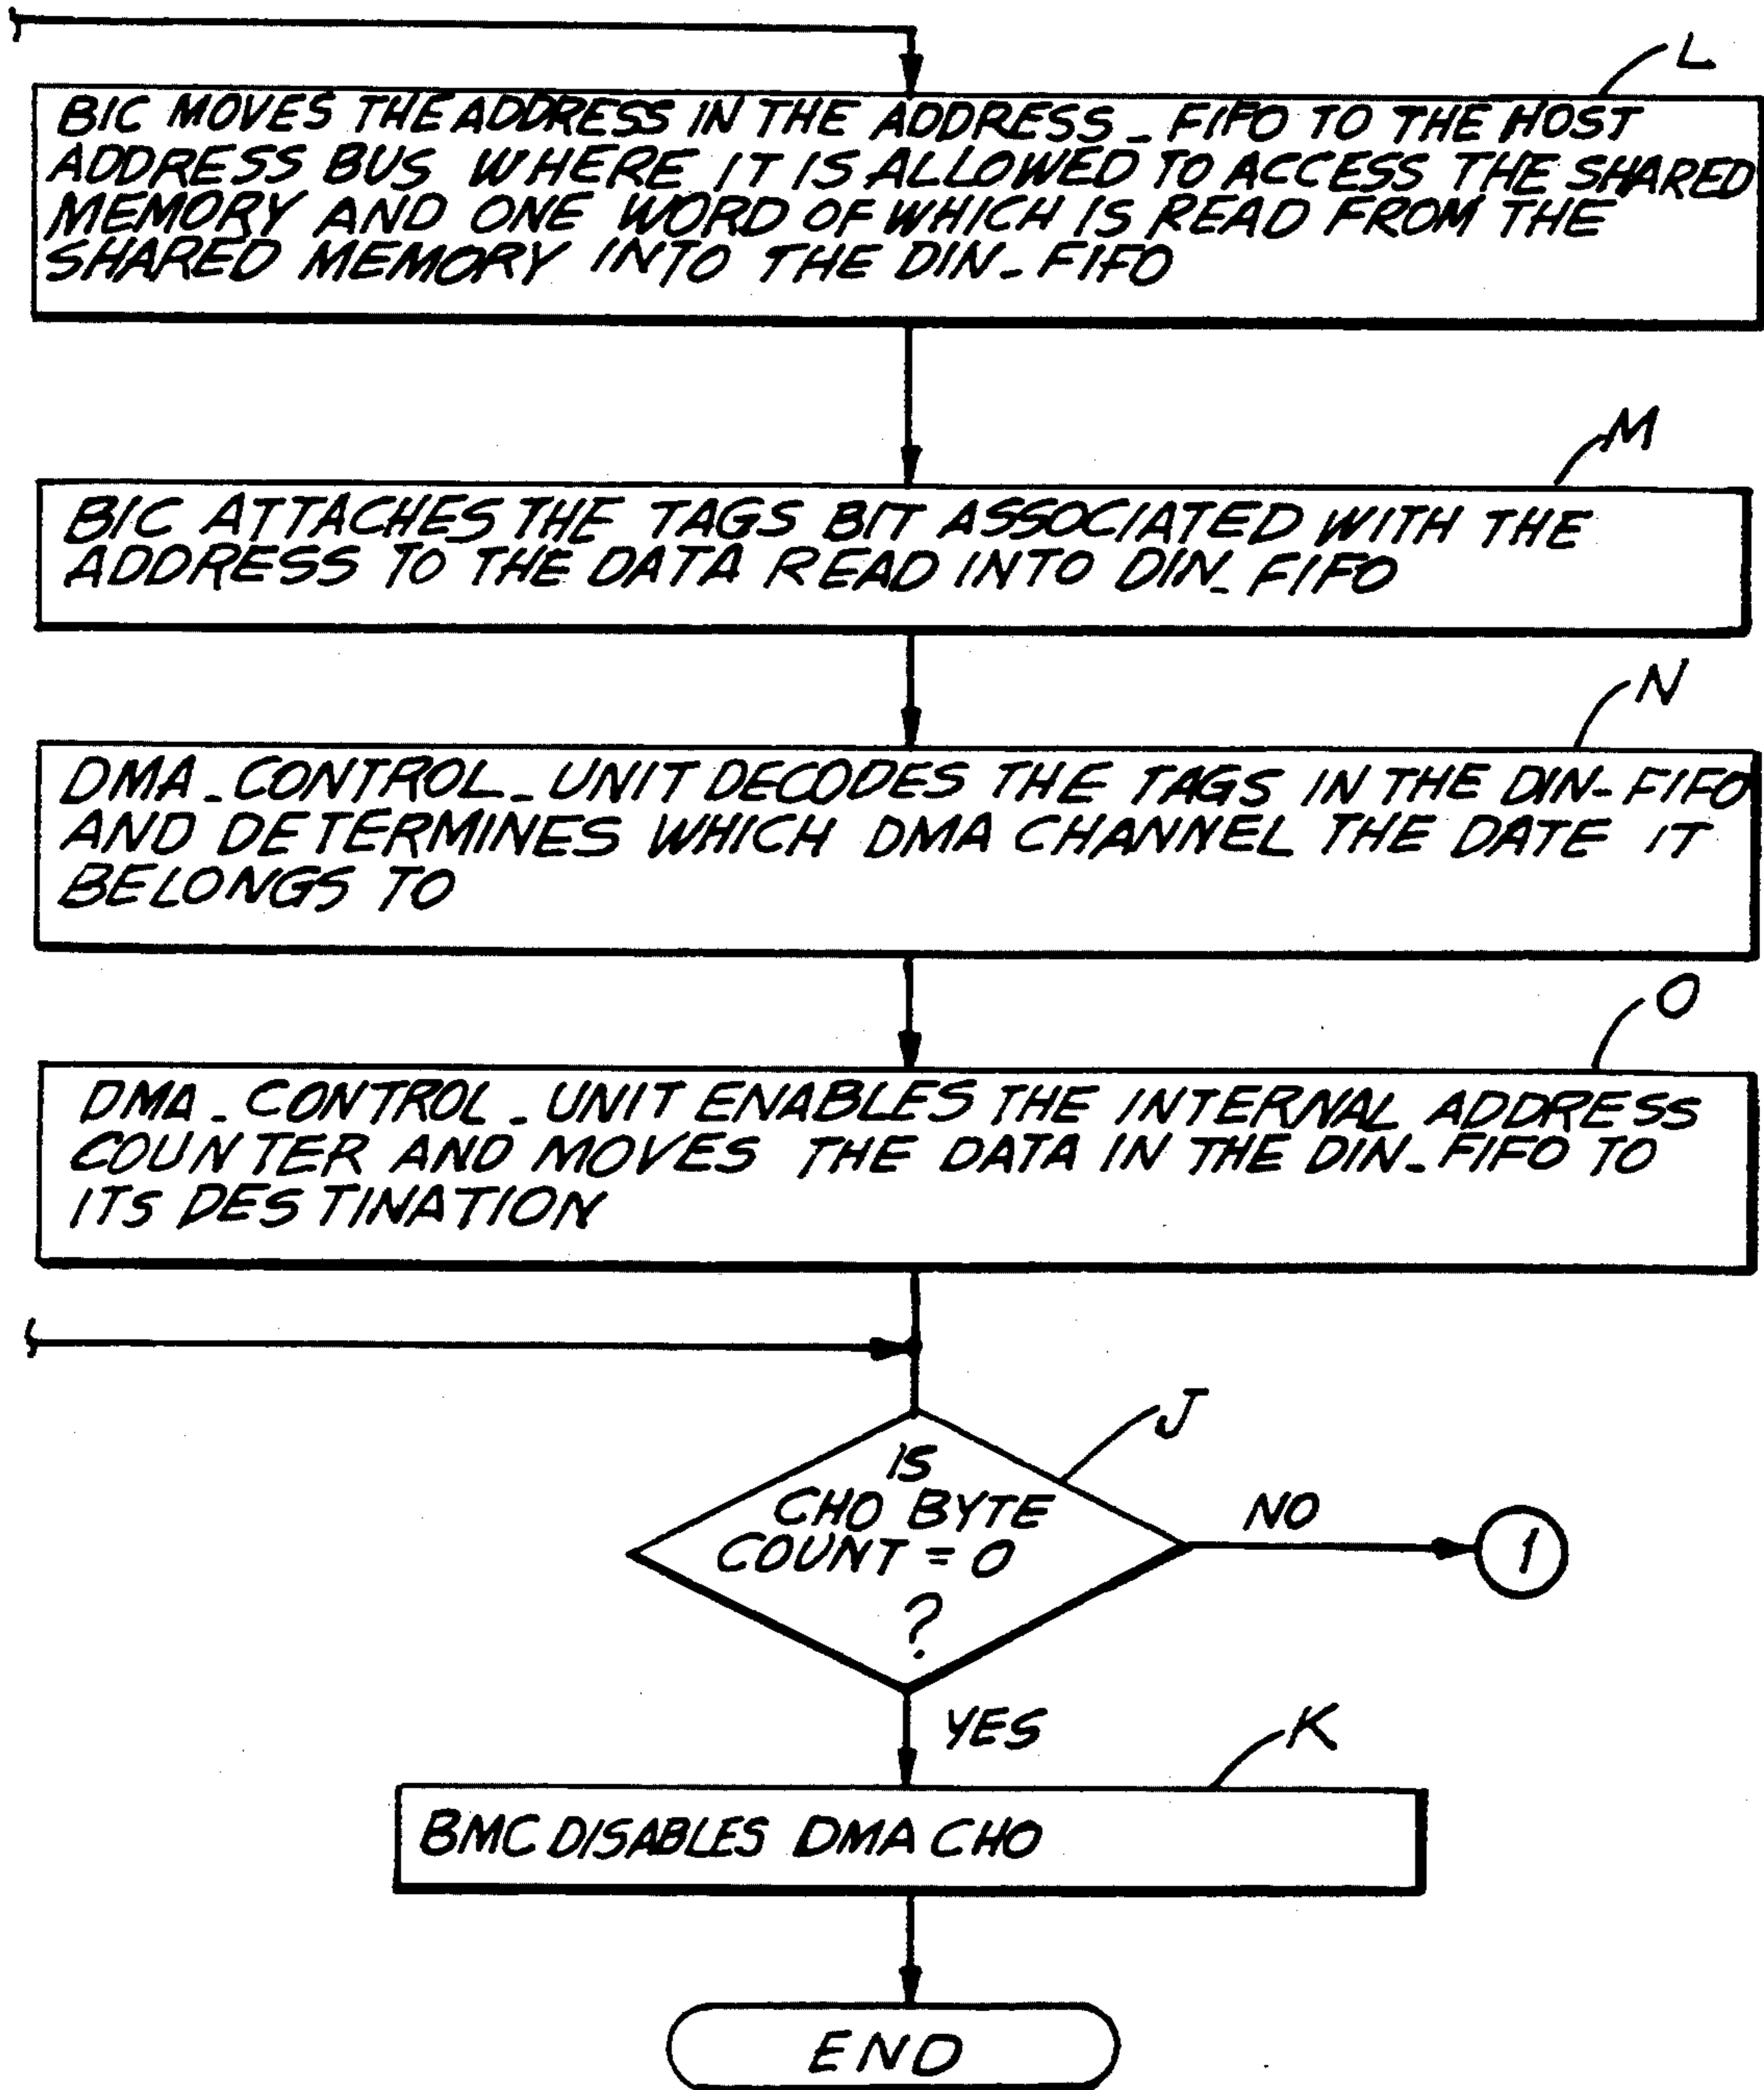 L
BIC MOVES THE ADDRESS IN THE ADDRESS_FIFO TO THE HOST
ADDRESS BUS WHERE IT IS ALLOWED TO ACCESS THE SHARED
MEMORY AND ONE WORD OF WHICH IS READ FROM THE
SHARED MEMORY INTO THE DIN_FIFO
M
BIC ATTACHES THE TAGS BIT ASSOCIATED WITH THE
ADDRESS TO THE DATA READ INTO DIN_FIFO
N
DMA_CONTROL_UNIT DECODES THE TAGS IN THE DIN_FIFO
AND DETERMINES WHICH DMA CHANNEL THE DATE IT
BELONGS TO
O
DMA_CONTROL_UNIT ENABLES THE INTERNAL ADDRESS
COUNTER AND MOVES THE DATA IN THE DIN_FIFO TO
ITS DESTINATION
J
IS
CH0 BYTE
COUNT = 0
?
NO
1
YES
K
BMC DISABLES DMA CH0
END